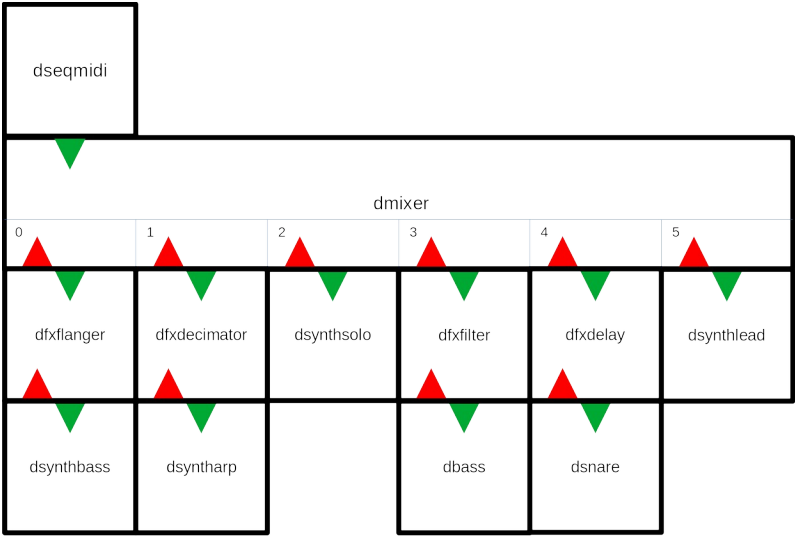 dseqmidi
dmixer
0 1 2 3 4 5
dfxflanger dfxdecimator dsynthsolo dfxfilter dfxdelay dsynthlead
dsynthbass dsyntharp dbass dsnare